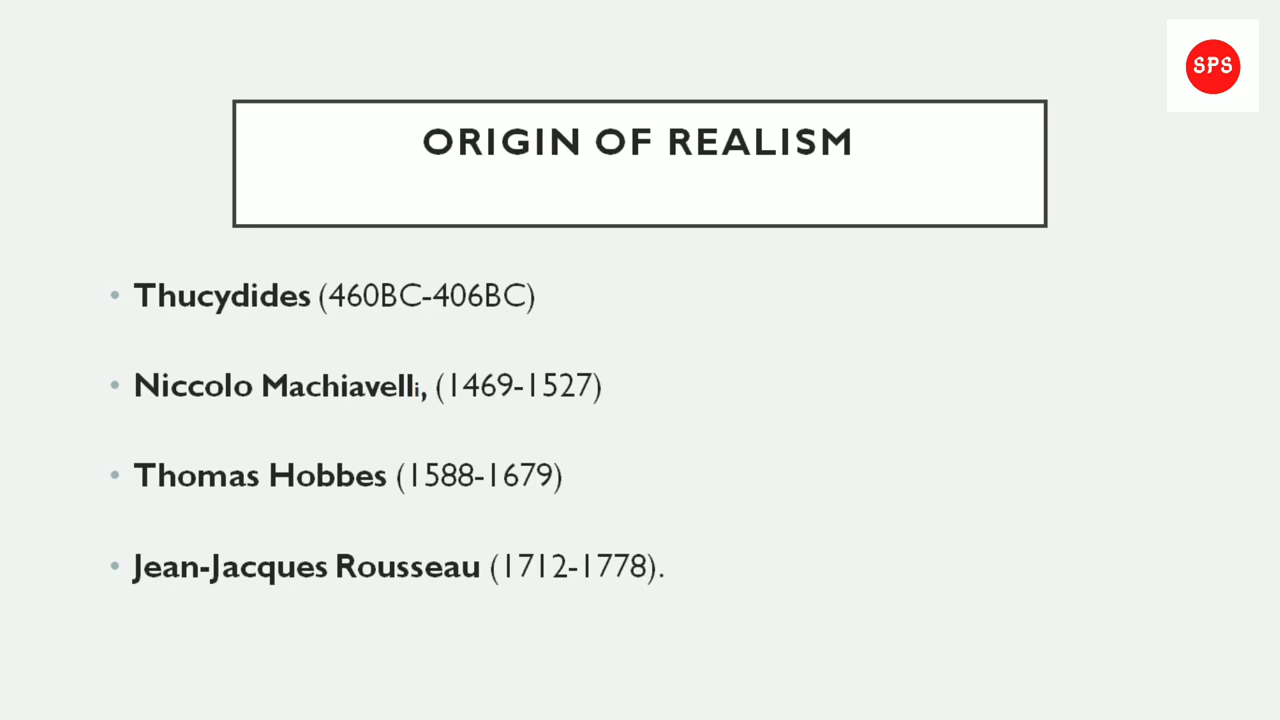 SPS
ORIGIN OF REALISM
• Thucydides (460BC-406BC)
• Niccolo Machiavelli, (1469-1527)
• Thomas Hobbes (1588-1679)
• Jean-Jacques Rousseau (1712-1778).